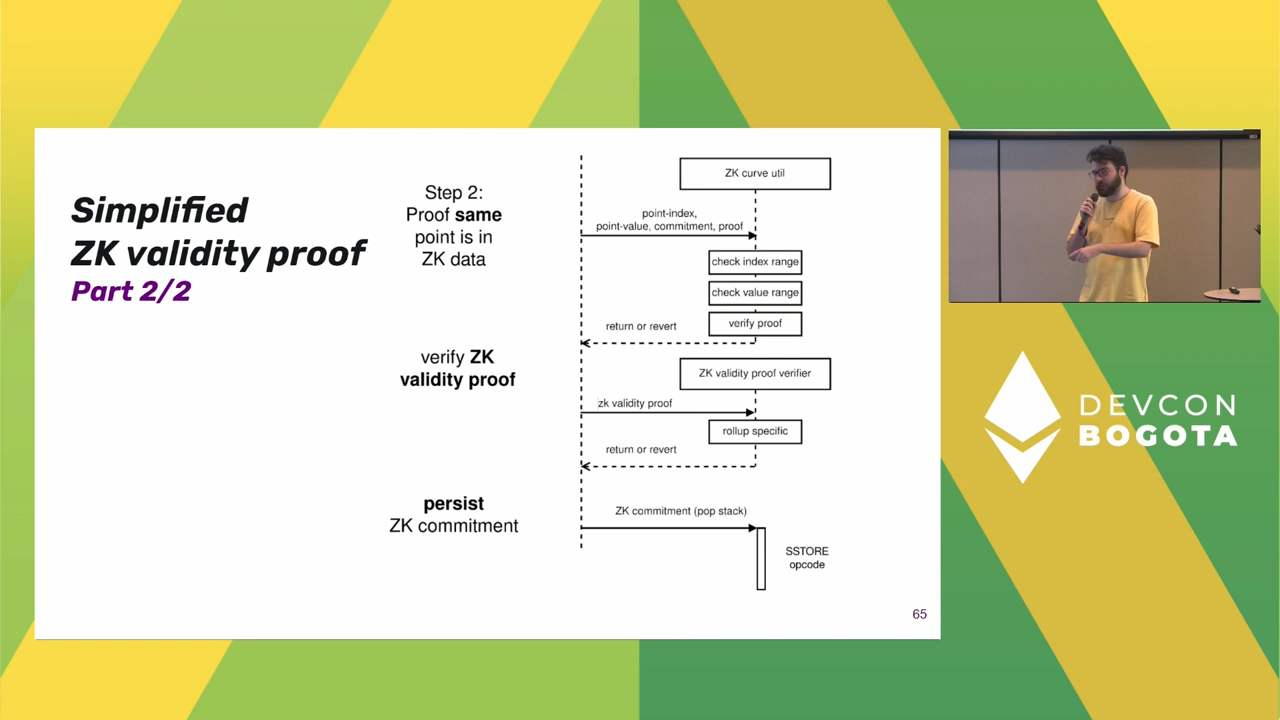 Simplified
ZK validity proof
Part 2/2
Step 2:
Proof same
point is in
ZK data
verify ZK
validity proof
persist
ZK commitment
ZK curve util
point-index,
point-value, commitment, proof
check index range
check value range
verify proof
return or revert
ZK validity proof verifier
zk validity proof
rollup specific
return or revert
ZK commitment (pop stack)
SSTORE
opcode
65
DEVCON
BOGOTA